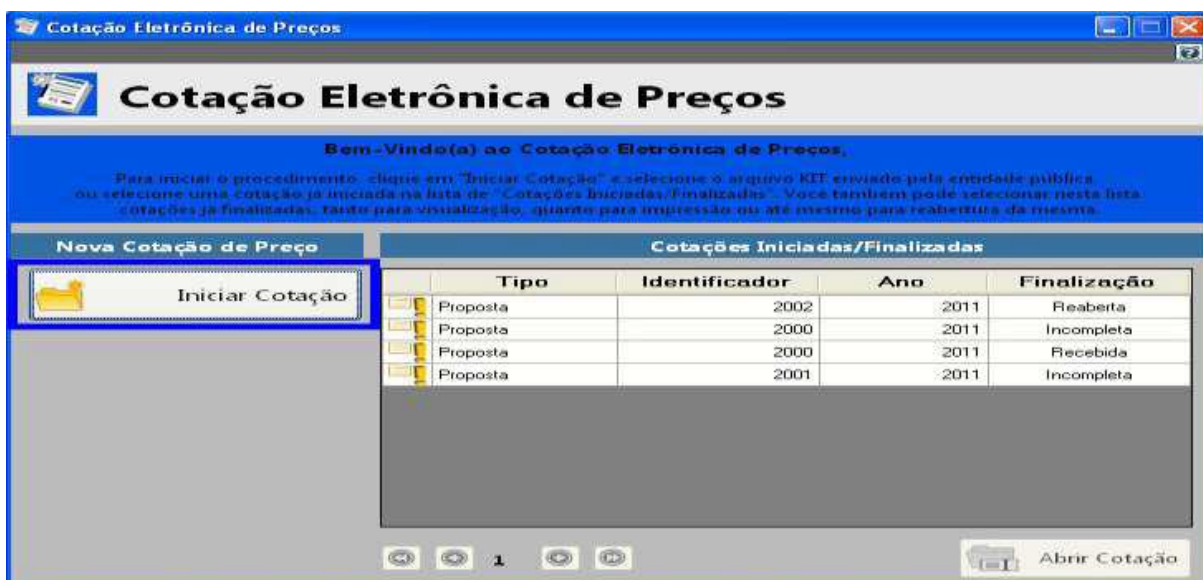 Cotação Eletrônica de Preços
Cotação Eletrônica de Preços
Bem-Vindo(a) ao Cotação Eletrônica de Preços,
Para iniciar o procedimento, clique em "Iniciar Cotação" e selecione o arquivo KIT enviado pela entidade pública
ou selecione uma cotação já iniciada na lista de "Cotações Iniciadas/Finalizadas". Você também pode selecionar nesta lista
cotações já finalizadas, tanto para visualização, quanto para impressão ou até mesmo para reabertura da mesma.
Nova Cotação de Preço
Cotações Iniciadas/Finalizadas
Iniciar Cotação
Tipo Identificador Ano Finalização
Proposta 2002 2011 Reaberta
Proposta 2000 2011 Incompleta
Proposta 2000 2011 Recebida
Proposta 2001 2011 Incompleta
1
Abrir Cotação